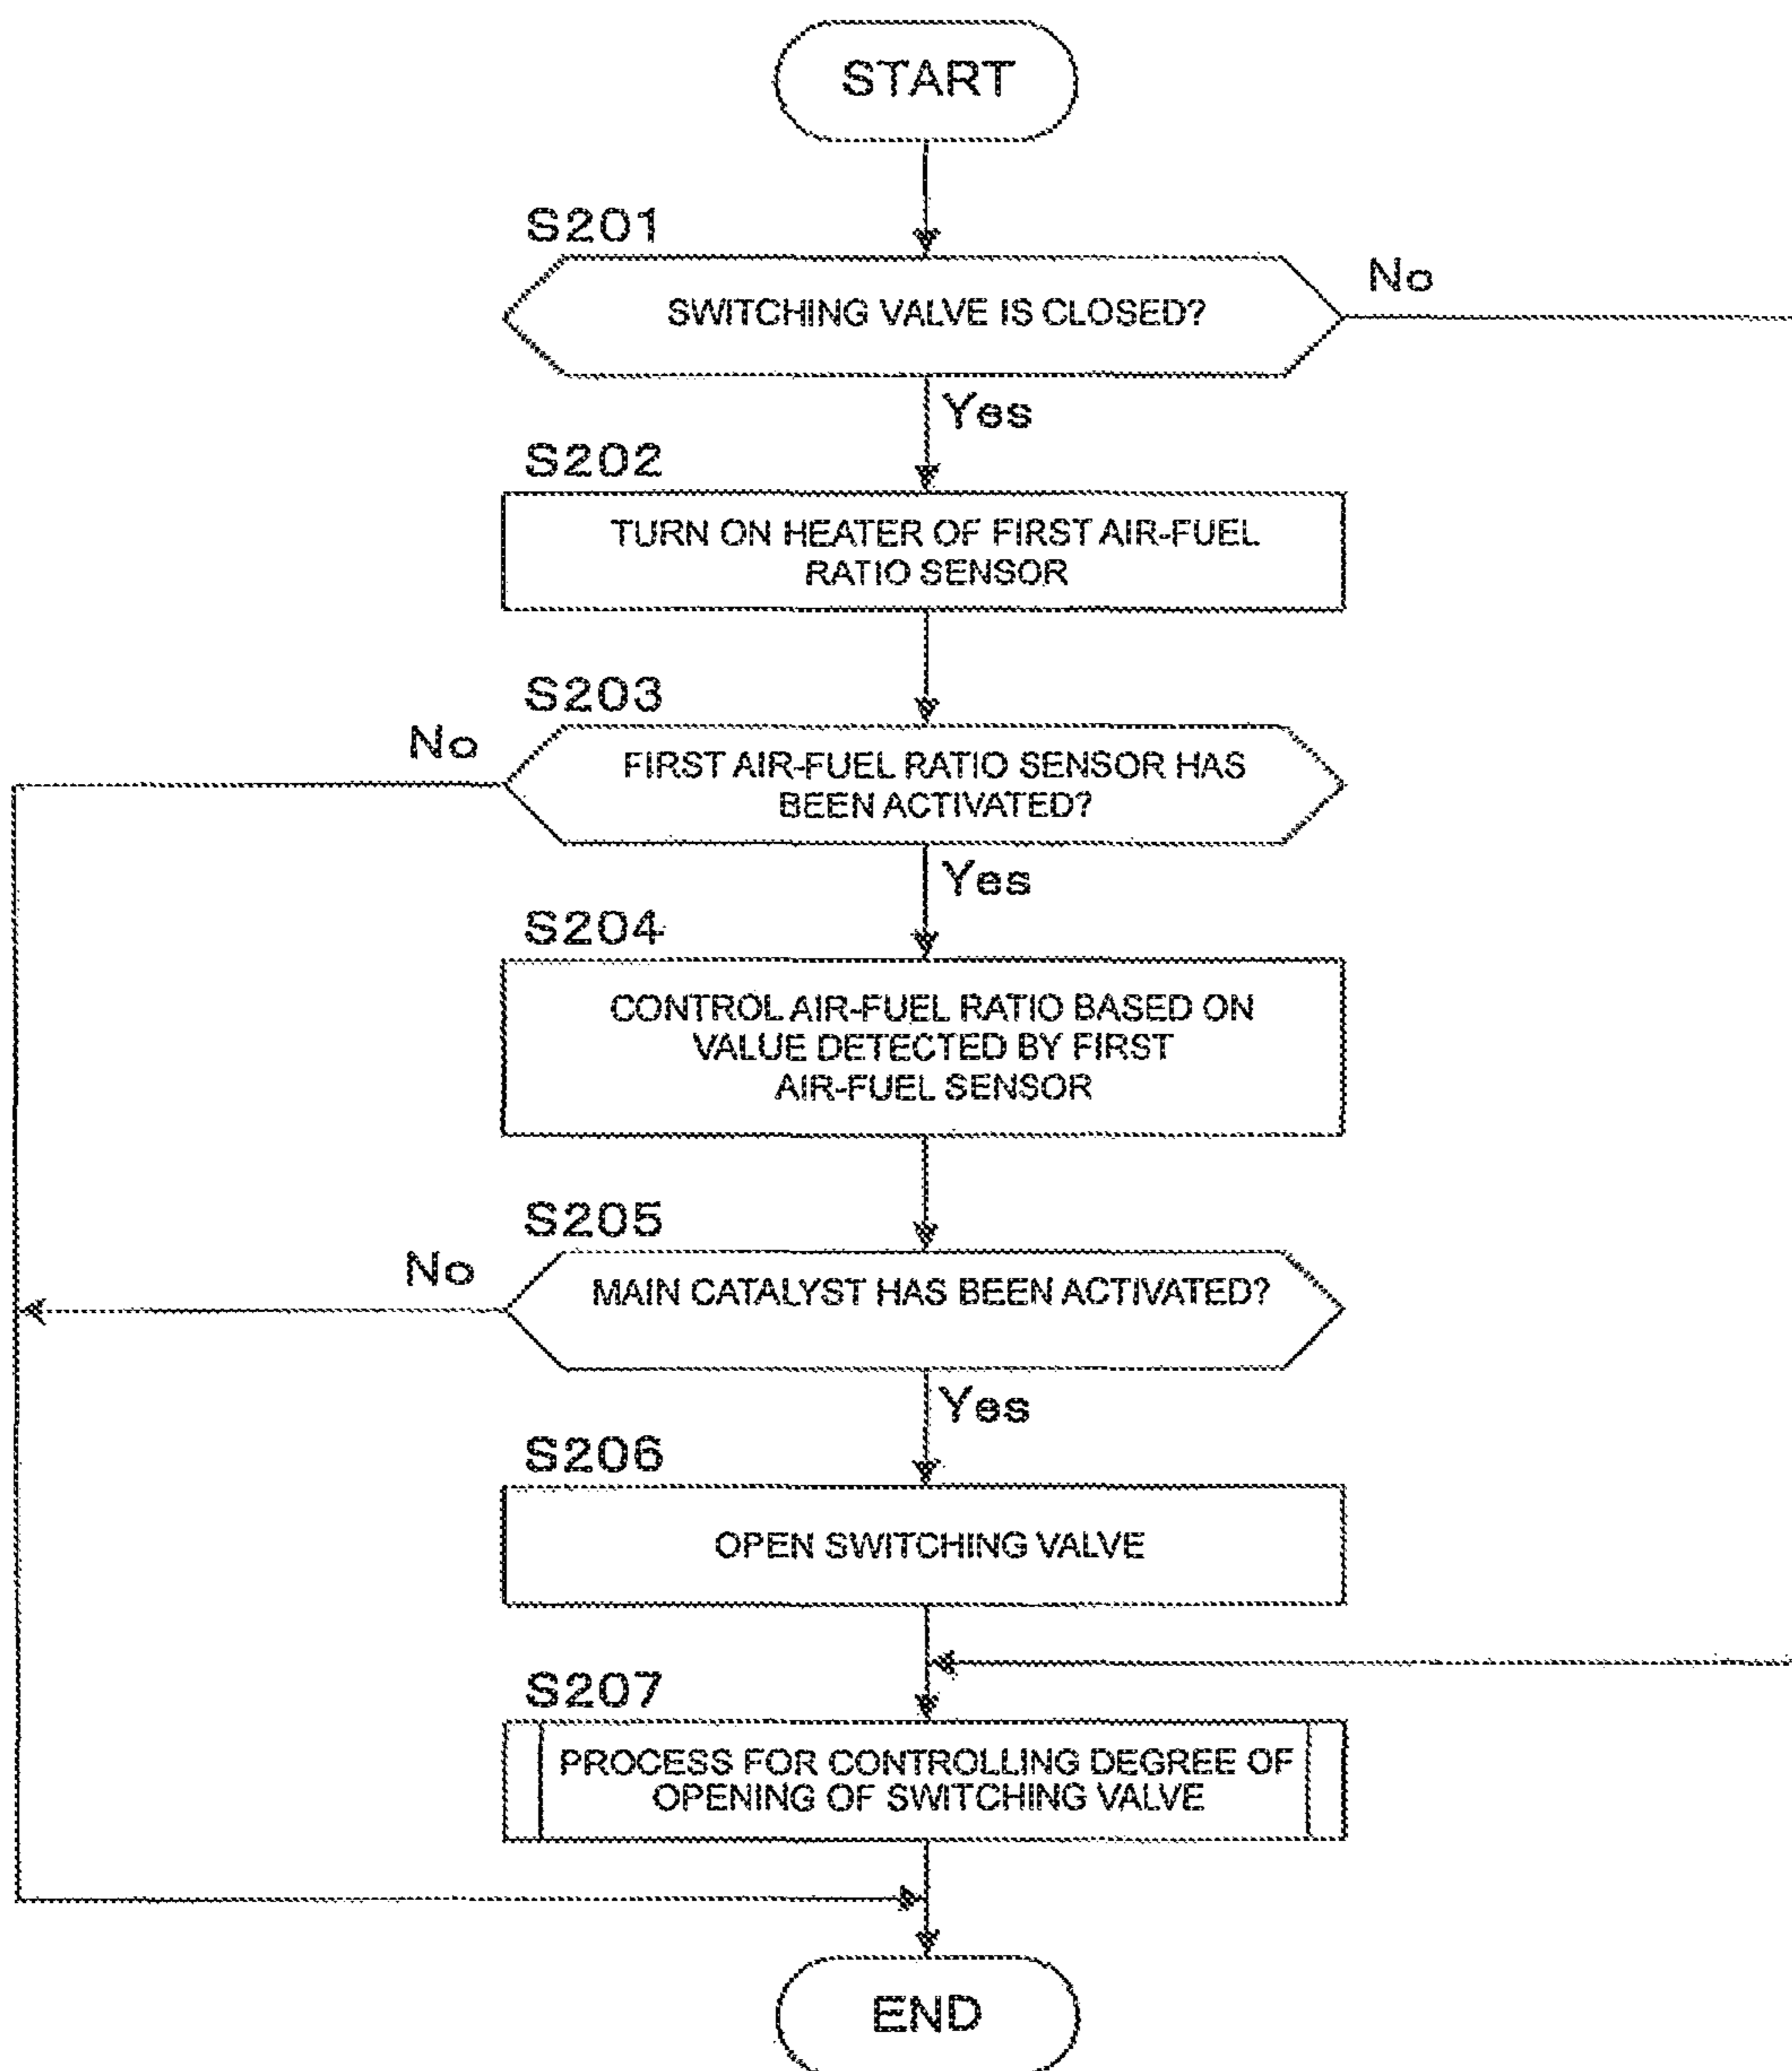 START
S201
SWITCHING VALVE IS CLOSED?
No
Yes
S202
TURN ON HEATER OF FIRST AIR-FUEL
RATIO SENSOR
S203
No
FIRST AIR-FUEL RATIO SENSOR HAS
BEEN ACTIVATED?
Yes
S204
CONTROL AIR-FUEL RATIO BASED ON
VALUE DETECTED BY FIRST
AIR-FUEL SENSOR
S205
No
MAIN CATALYST HAS BEEN ACTIVATED?
Yes
S206
OPEN SWITCHING VALVE
S207
PROCESS FOR CONTROLLING DEGREE OF
OPENING OF SWITCHING VALVE
END